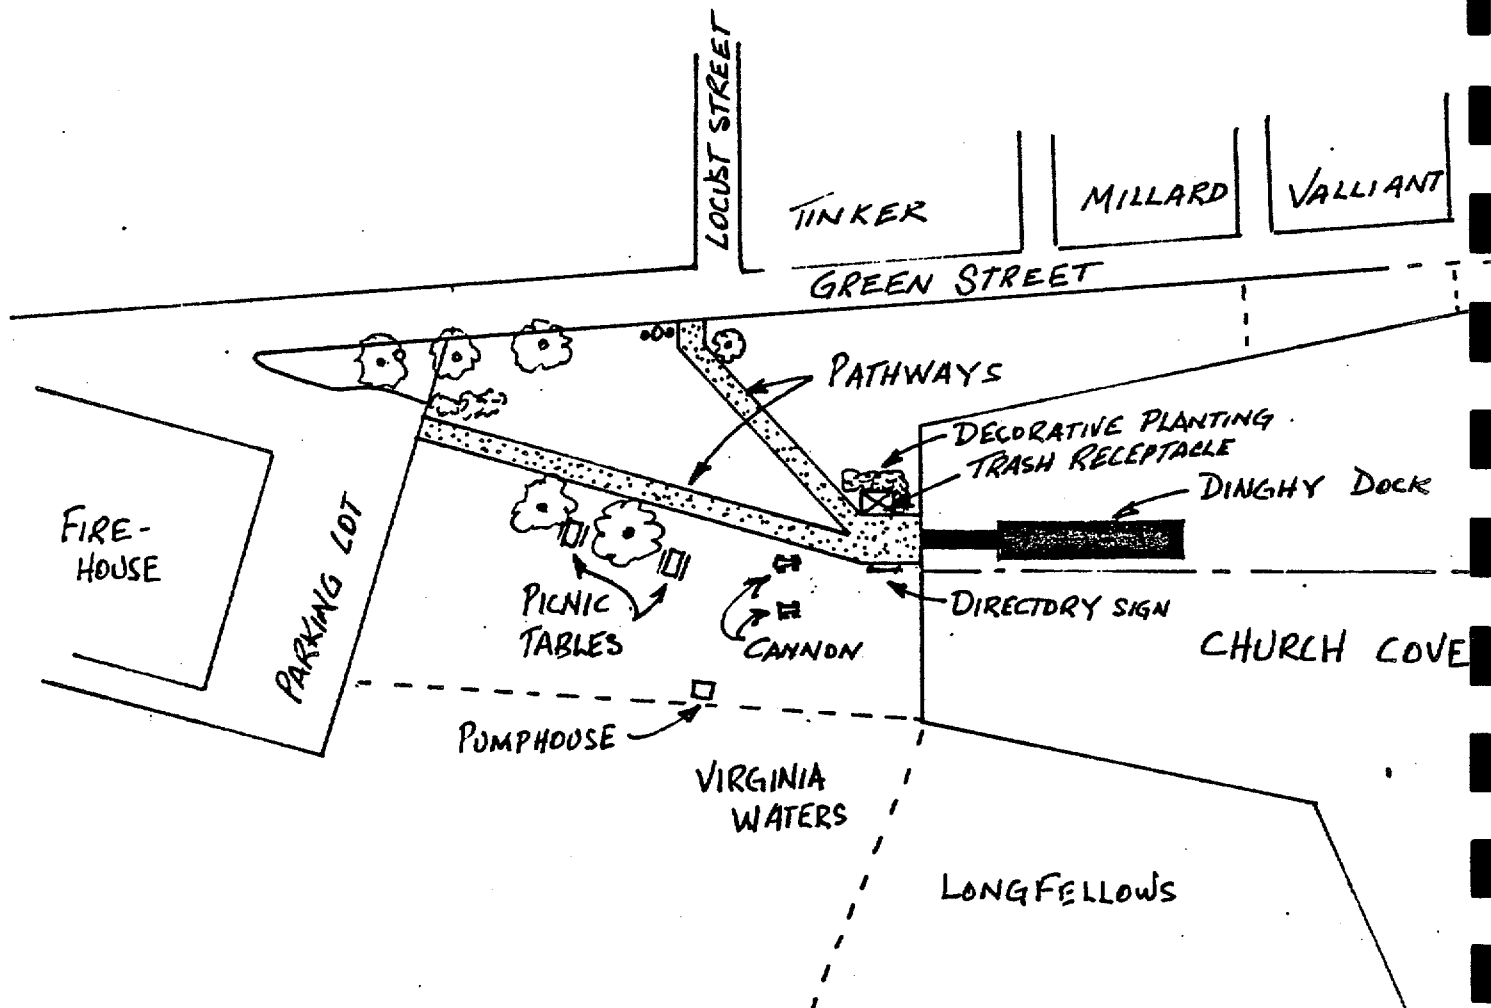 LOCUST STREET
TINKER
MILLARD
VALLIANT
GREEN STREET
PATHWAYS
DECORATIVE PLANTING
TRASH RECEPTACLE
DINGHY DOCK
FIRE-
HOUSE
PARKING LOT
PICNIC
TABLES
CANNON
DIRECTORY SIGN
CHURCH COVE
PUMPHOUSE
VIRGINIA
WATERS
LONGFELLOWS